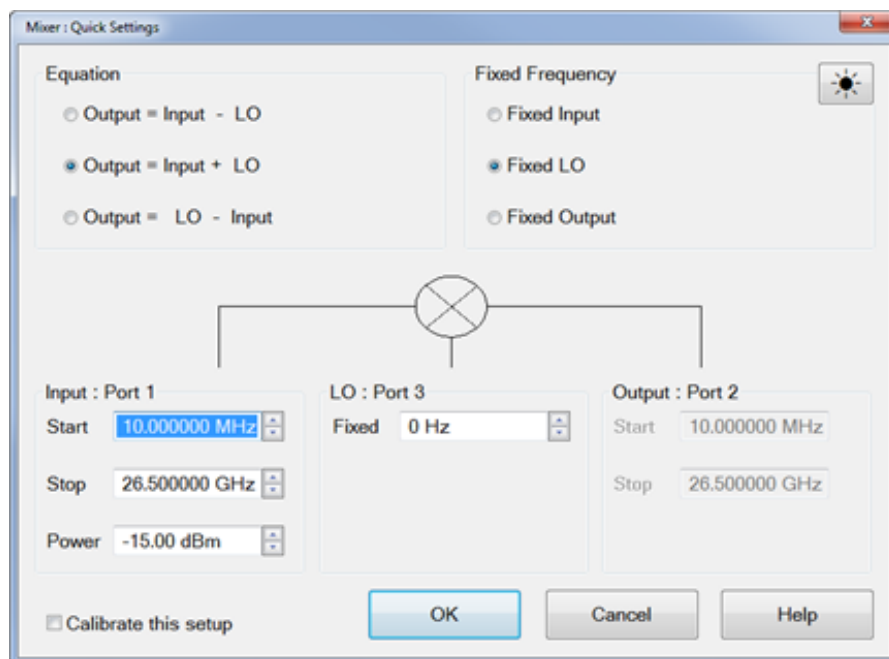 Mixer : Quick Settings
Equation
Output = Input - LO
Output = Input + LO
Output = LO - Input
Fixed Frequency
Fixed Input
Fixed LO
Fixed Output
Input : Port 1
Start 10.000000 MHz
Stop 26.500000 GHz
Power -15.00 dBm
LO : Port 3
Fixed 0 Hz
Output : Port 2
Start 10.000000 MHz
Stop 26.500000 GHz
Calibrate this setup
OK
Cancel
Help